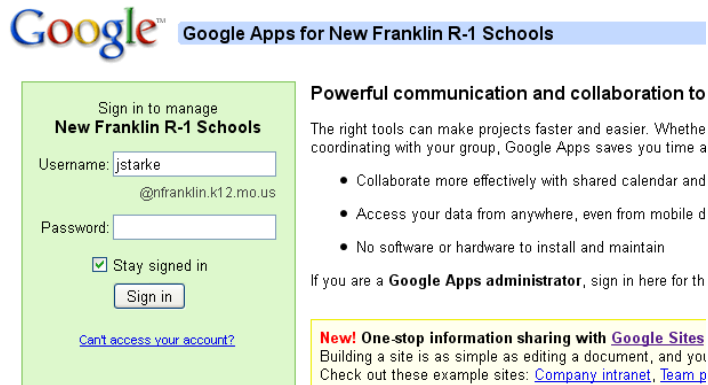 Google™ Google Apps for New Franklin R-1 Schools
Sign in to manage
New Franklin R-1 Schools
Username: jstarke
@nfranklin.k12.mo.us
Password:
Stay signed in
Sign in
Can't access your account?
Powerful communication and collaboration to
The right tools can make projects faster and easier. Whethe
coordinating with your group, Google Apps saves you time a
• Collaborate more effectively with shared calendar and
• Access your data from anywhere, even from mobile d
• No software or hardware to install and maintain
If you are a Google Apps administrator, sign in here for th
New! One-stop information sharing with Google Sites
Building a site is as simple as editing a document, and you
Check out these example sites: Company intranet, Team p